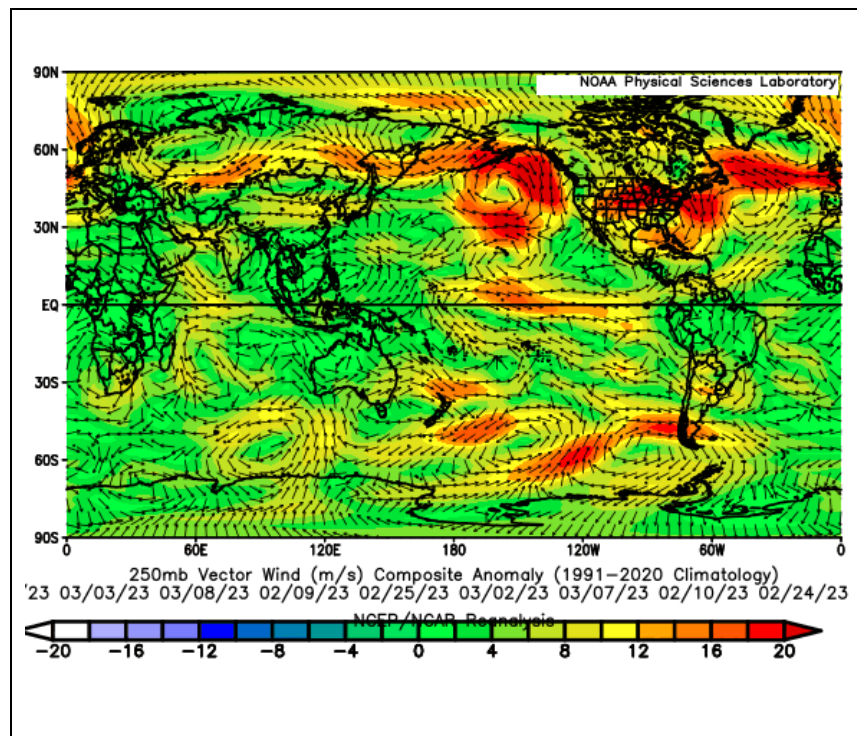 NOAA Physical Sciences Laboratory
90N
60N
30N
EQ
30S
60S
90S
0 60E 120E 180 120W 60W 0
250mb Vector Wind (m/s) Composite Anomaly (1991-2020 Climatology)
/23 03/03/23 03/08/23 02/09/23 02/25/23 03/02/23 03/07/23 02/10/23 02/24/23
NCEP/NCAR Reanalysis
-20 -16 -12 -8 -4 0 4 8 12 16 20